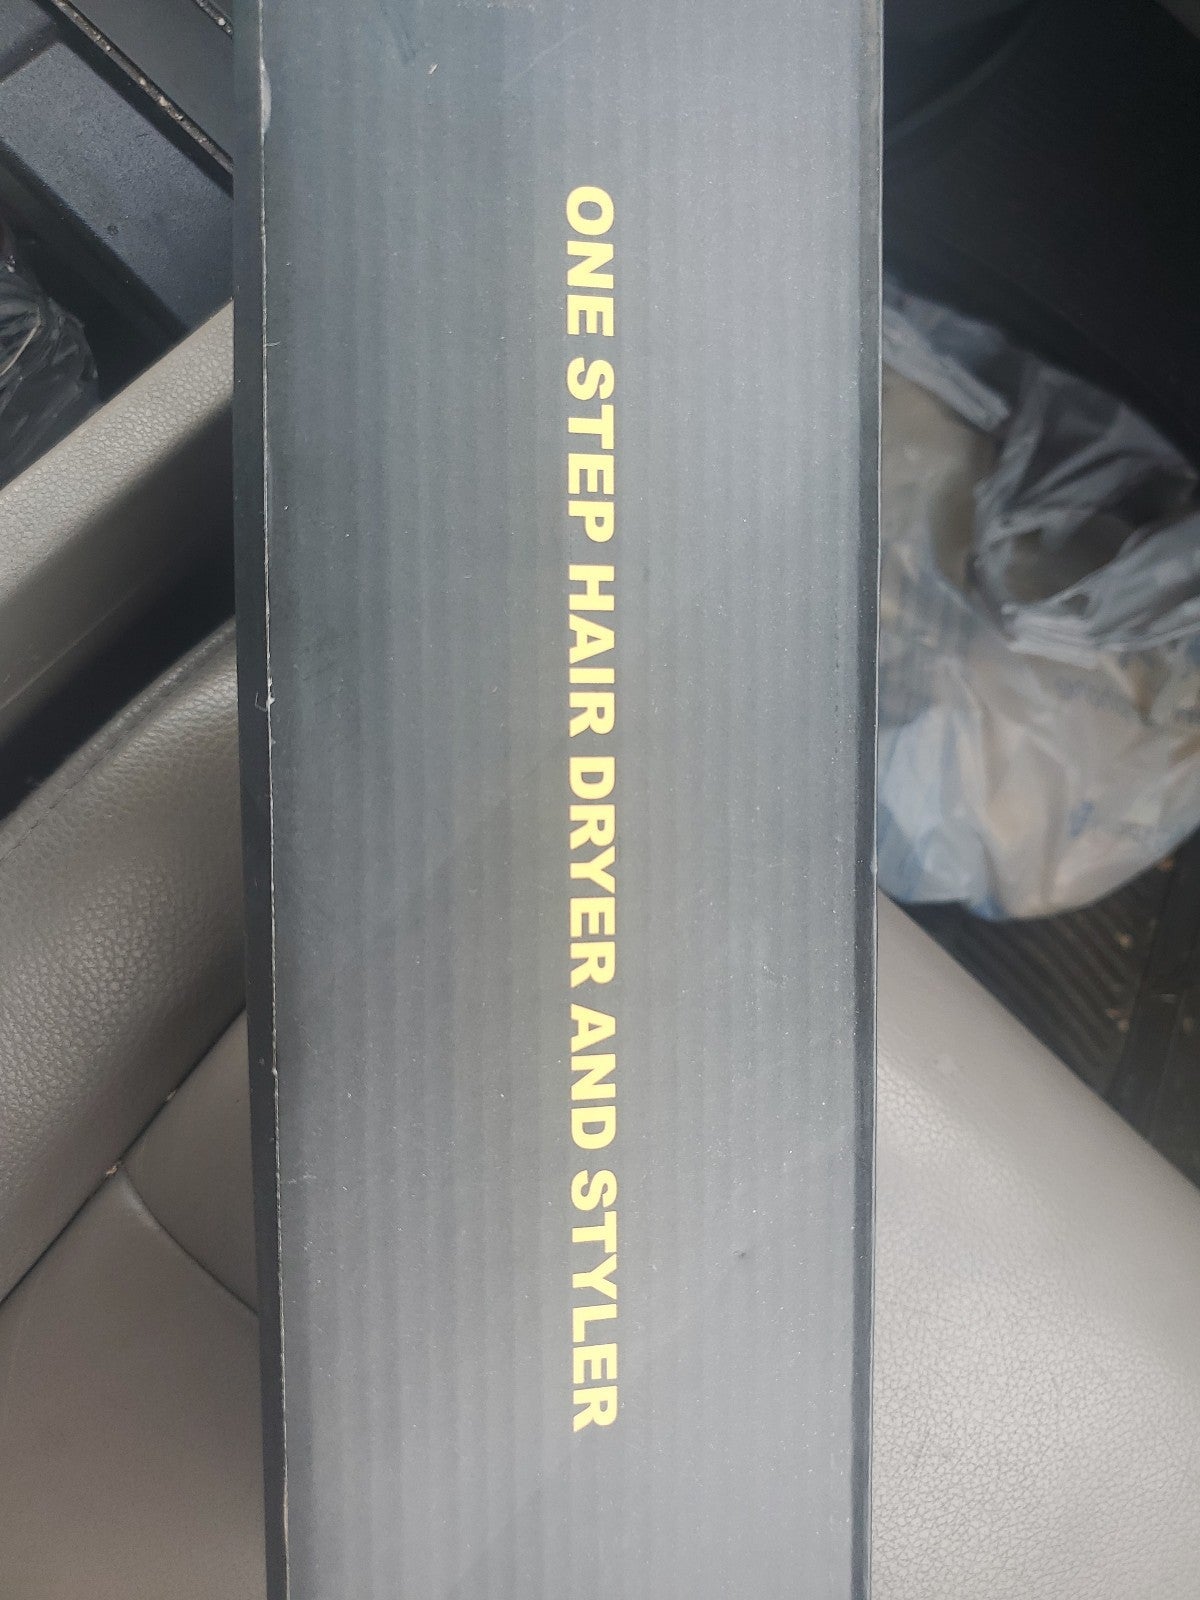 ONE STEP HAIR DRYER AND STYLER